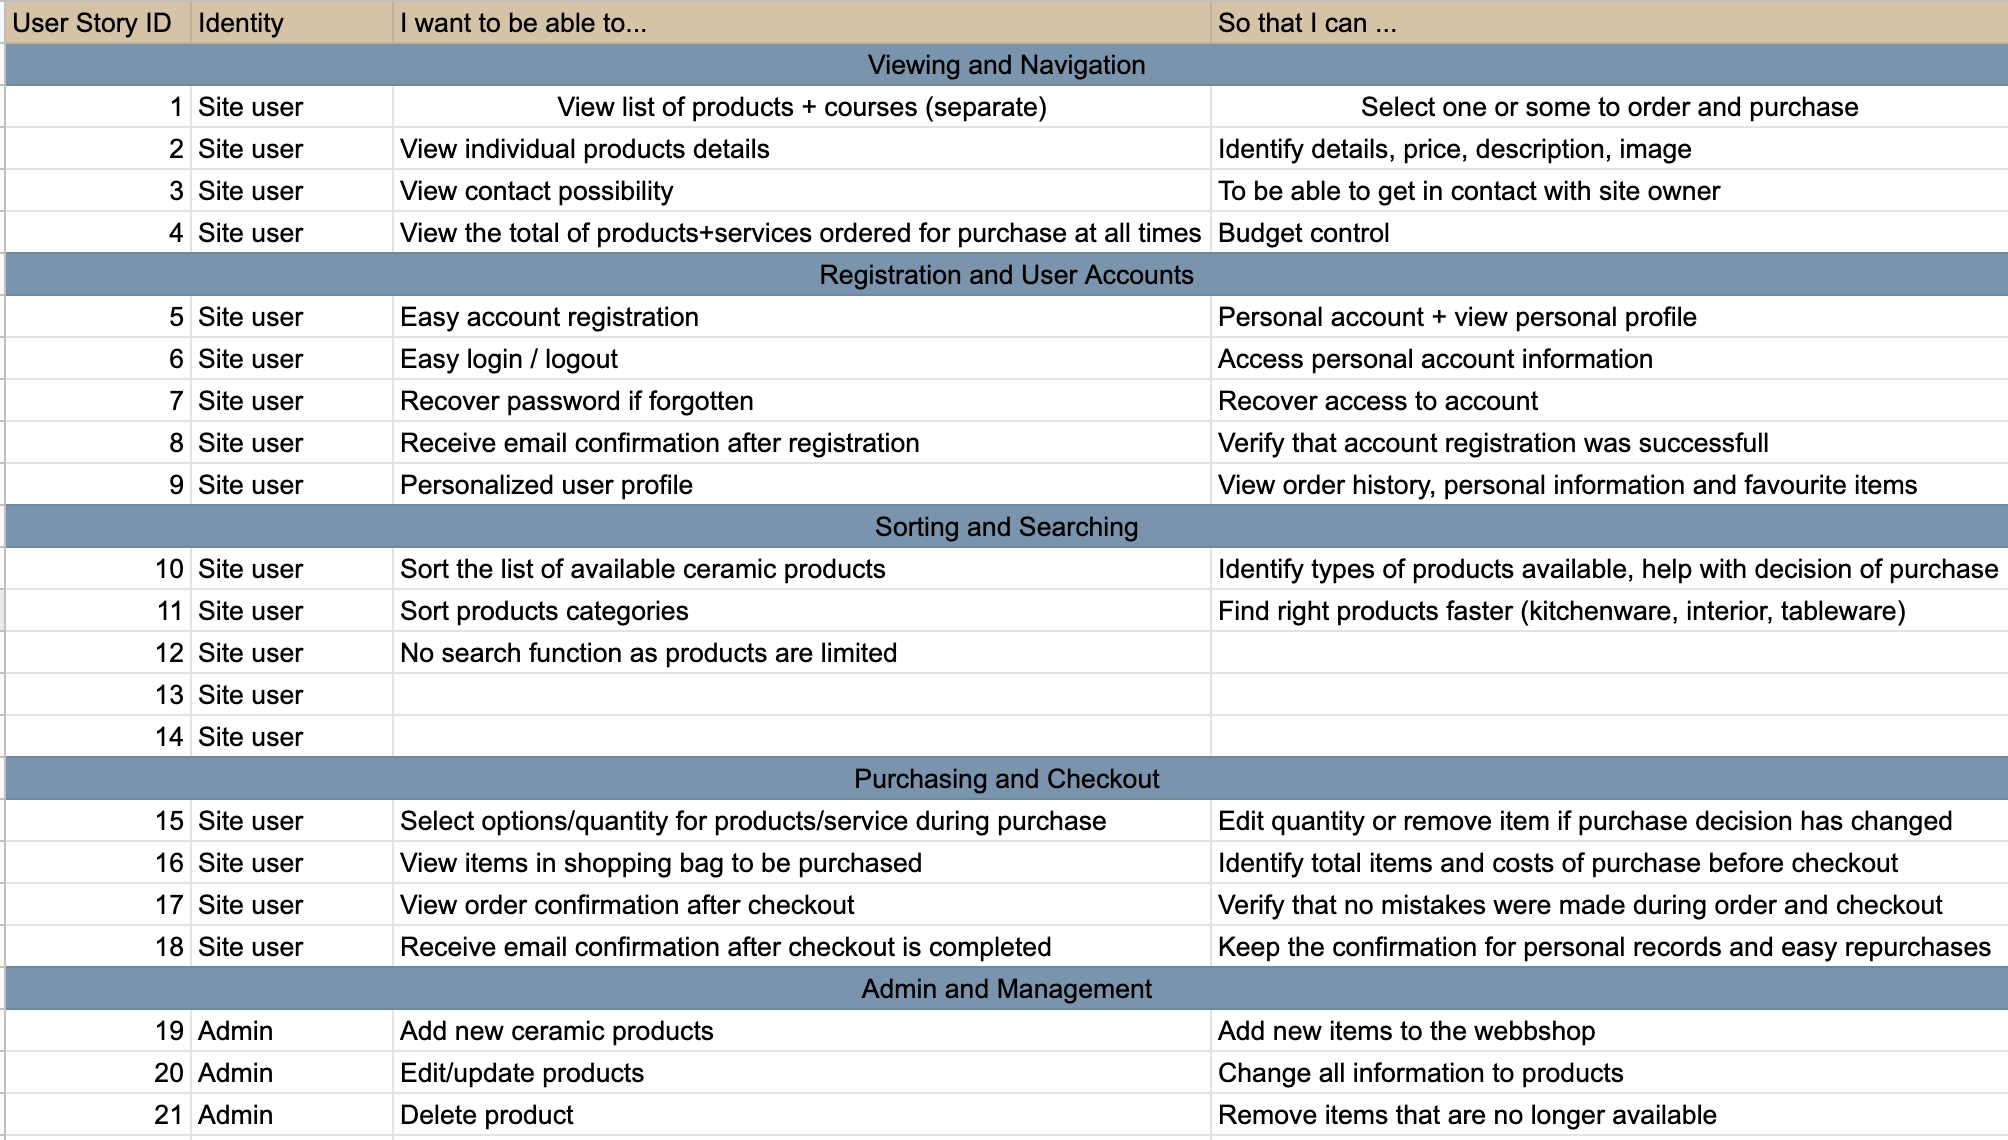 User Story ID Identity I want to be able to... So that I can ...
Viewing and Navigation
1 Site user View list of products + courses (separate) Select one or some to order and purchase
2 Site user View individual products details Identify details, price, description, image
3 Site user View contact possibility To be able to get in contact with site owner
4 Site user View the total of products+services ordered for purchase at all times Budget control
Registration and User Accounts
5 Site user Easy account registration Personal account + view personal profile
6 Site user Easy login / logout Access personal account information
7 Site user Recover password if forgotten Recover access to account
8 Site user Receive email confirmation after registration Verify that account registration was successfull
9 Site user Personalized user profile View order history, personal information and favourite items
Sorting and Searching
10 Site user Sort the list of available ceramic products Identify types of products available, help with decision of purchase
11 Site user Sort products categories Find right products faster (kitchenware, interior, tableware)
12 Site user No search function as products are limited
13 Site user
14 Site user
Purchasing and Checkout
15 Site user Select options/quantity for products/service during purchase Edit quantity or remove item if purchase decision has changed
16 Site user View items in shopping bag to be purchased Identify total items and costs of purchase before checkout
17 Site user View order confirmation after checkout Verify that no mistakes were made during order and checkout
18 Site user Receive email confirmation after checkout is completed Keep the confirmation for personal records and easy repurchases
Admin and Management
19 Admin Add new ceramic products Add new items to the webbshop
20 Admin Edit/update products Change all information to products
21 Admin Delete product Remove items that are no longer available